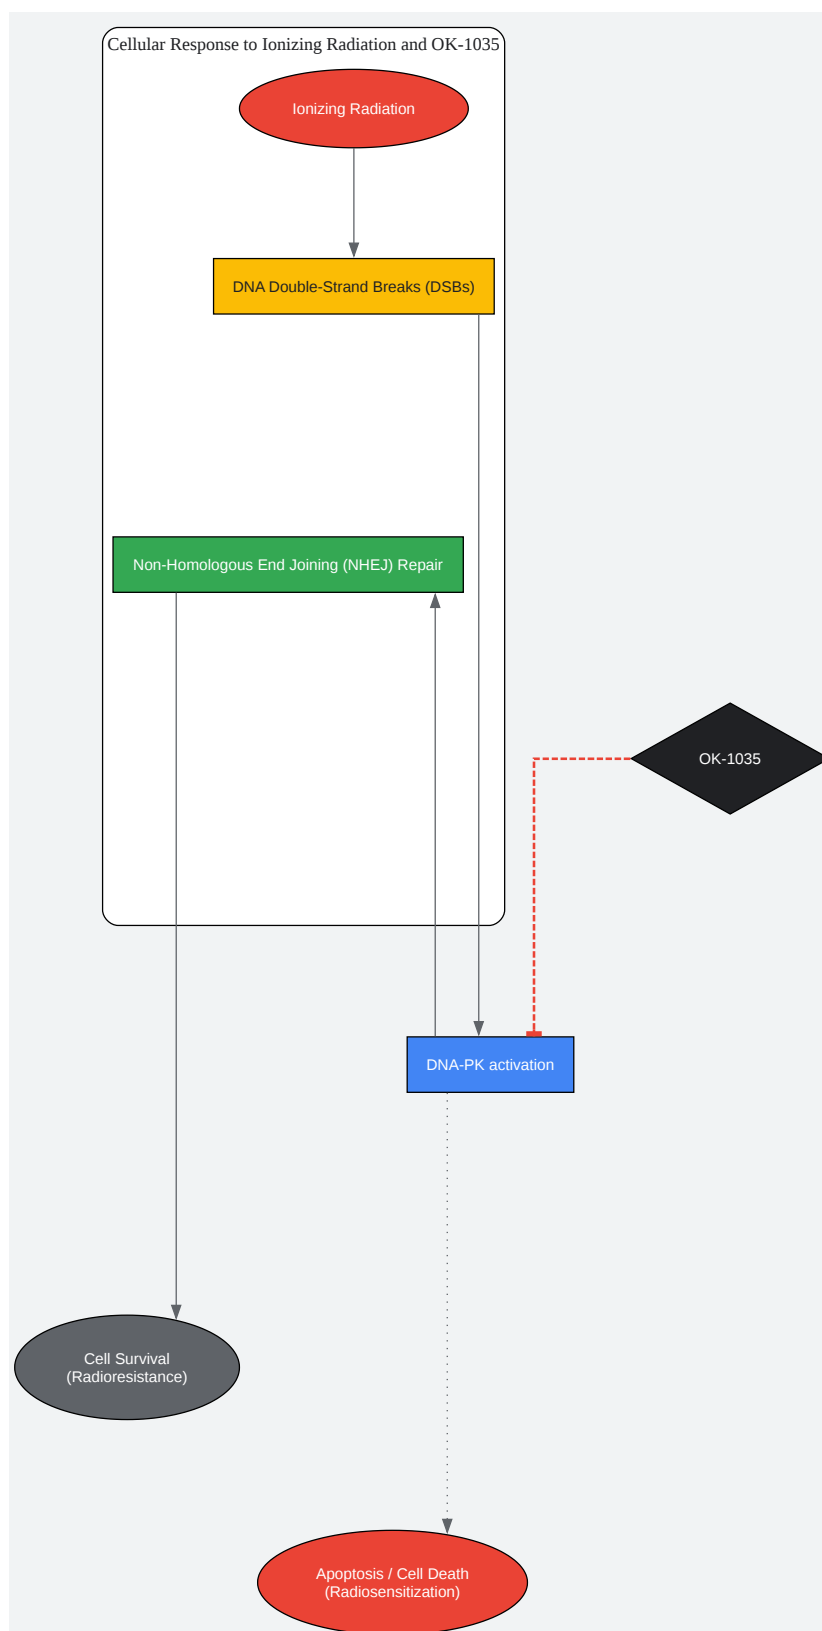 Cellular Response to Ionizing Radiation and OK-1035
Ionizing Radiation
DNA Double-Strand Breaks (DSBs)
Non-Homologous End Joining (NHEJ) Repair
OK-1035
DNA-PK activation
Cell Survival
(Radioresistance)
Apoptosis / Cell Death
(Radiosensitization)